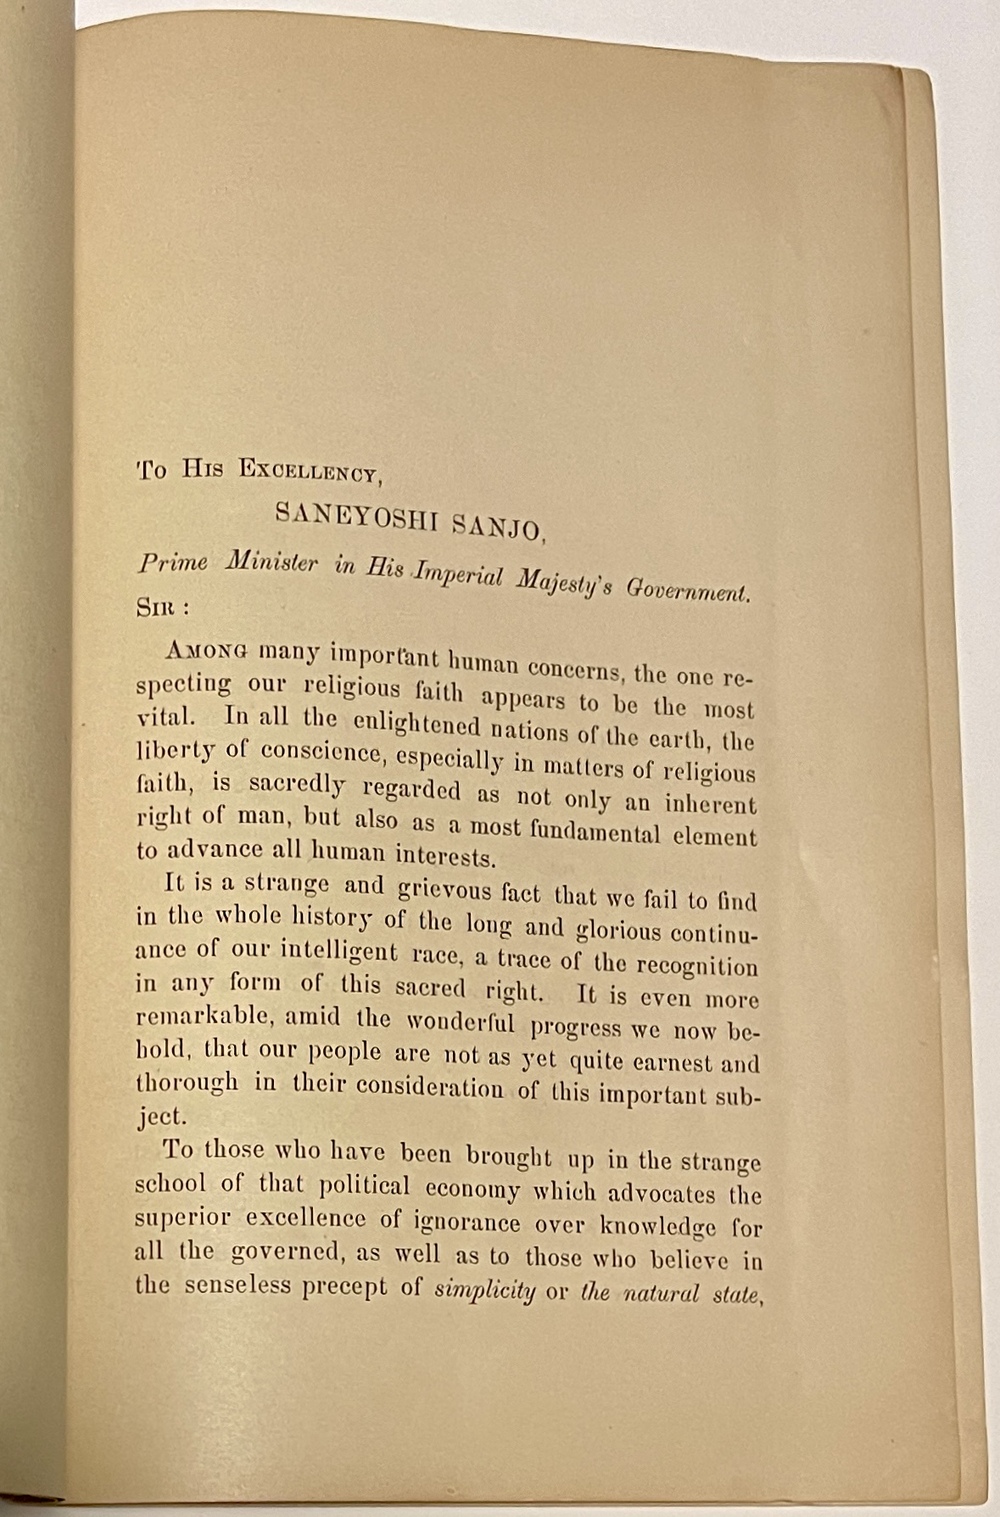 To His Excellency,
SANEYOSHI SANJO,
Prime Minister in His Imperial Majesty's Government.
Sir :
Among many important human concerns, the one re-
specting our religious faith appears to be the most
vital. In all the enlightened nations of the earth, the
liberty of conscience, especially in matters of religious
faith, is sacredly regarded as not only an inherent
right of man, but also as a most fundamental element
to advance all human interests.
It is a strange and grievous fact that we fail to find
in the whole history of the long and glorious continu-
ance of our intelligent race, a trace of the recognition
in any form of this sacred right. It is even more
remarkable, amid the wonderful progress we now be-
hold, that our people are not as yet quite earnest and
thorough in their consideration of this important sub-
ject.
To those who have been brought up in the strange
school of that political economy which advocates the
superior excellence of ignorance over knowledge for
all the governed, as well as to those who believe in
the senseless precept of simplicity or the natural state,